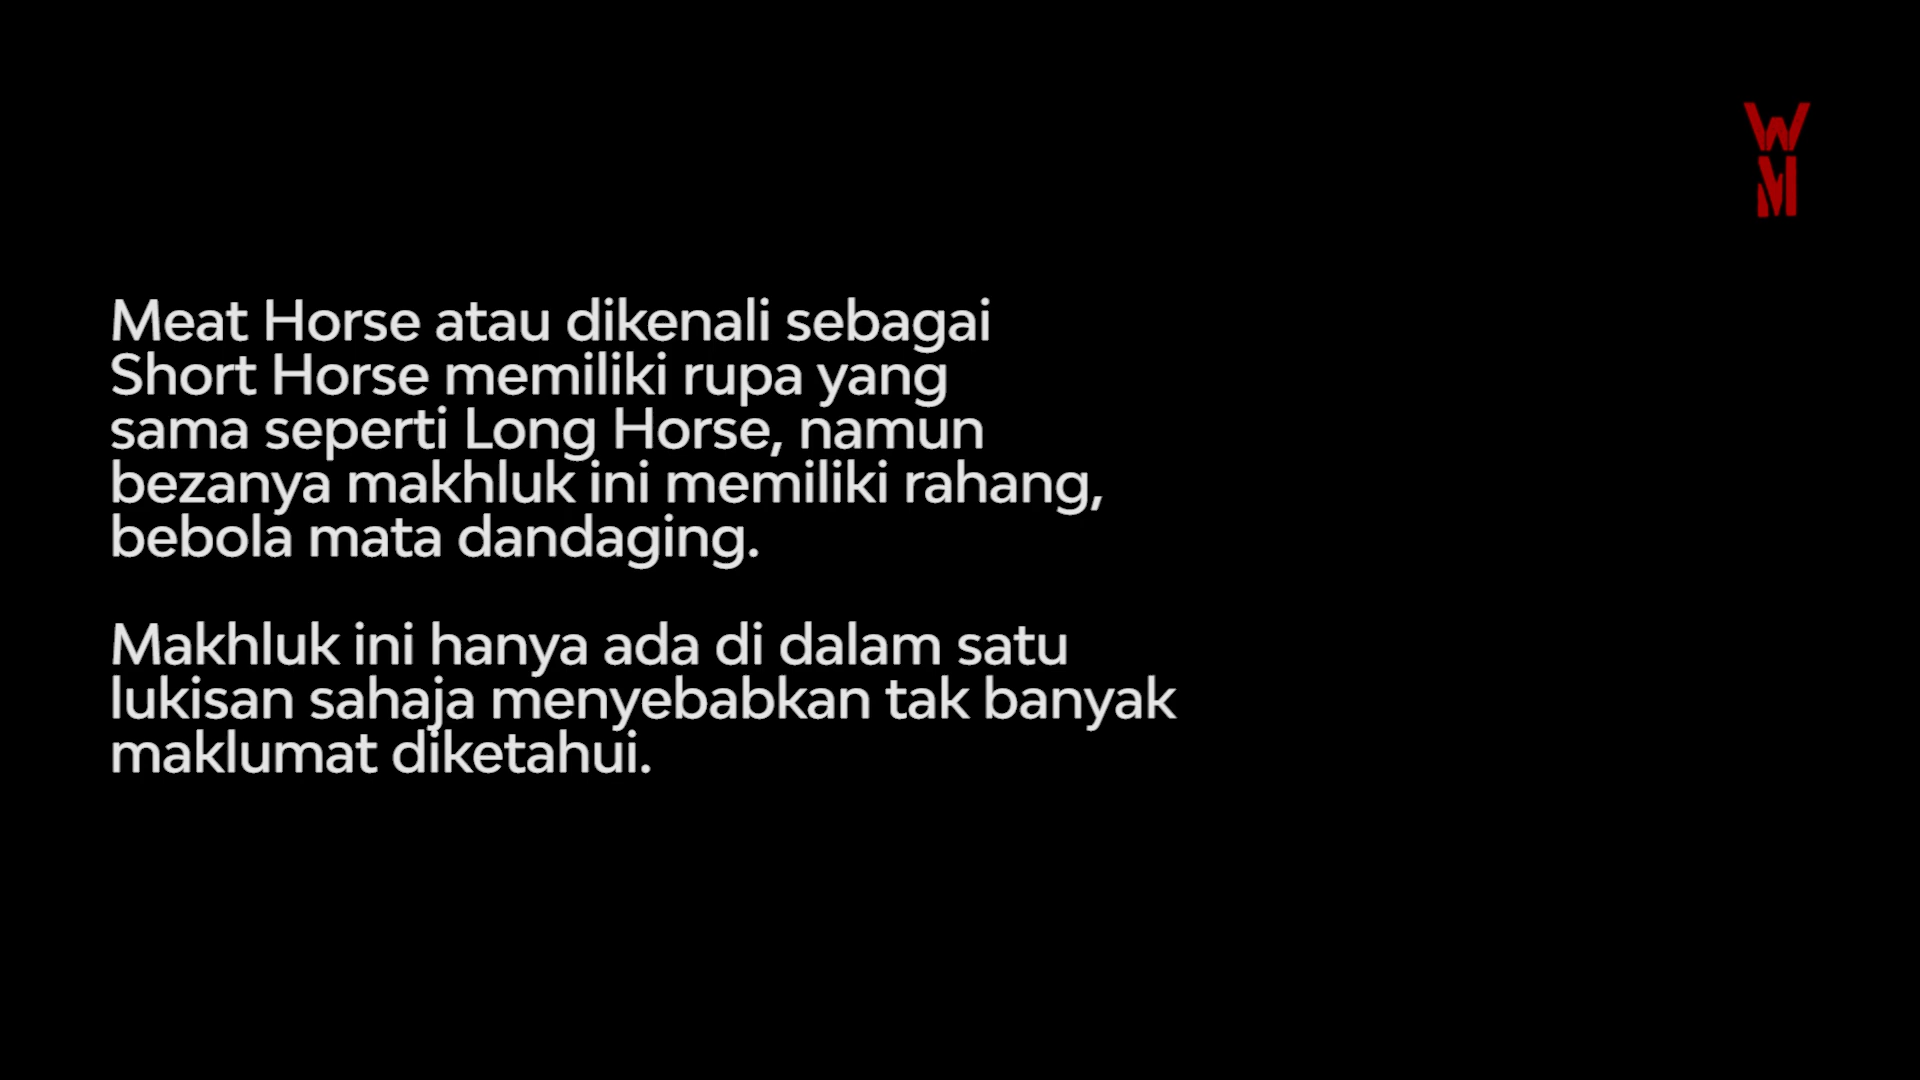 W
M
Meat Horse atau dikenali sebagai
Short Horse memiliki rupa yang
sama seperti Long Horse, namun
bezanya makhluk ini memiliki rahang,
bebola mata dandaging.
Makhluk ini hanya ada di dalam satu
lukisan sahaja menyebabkan tak banyak
maklumat diketahui.